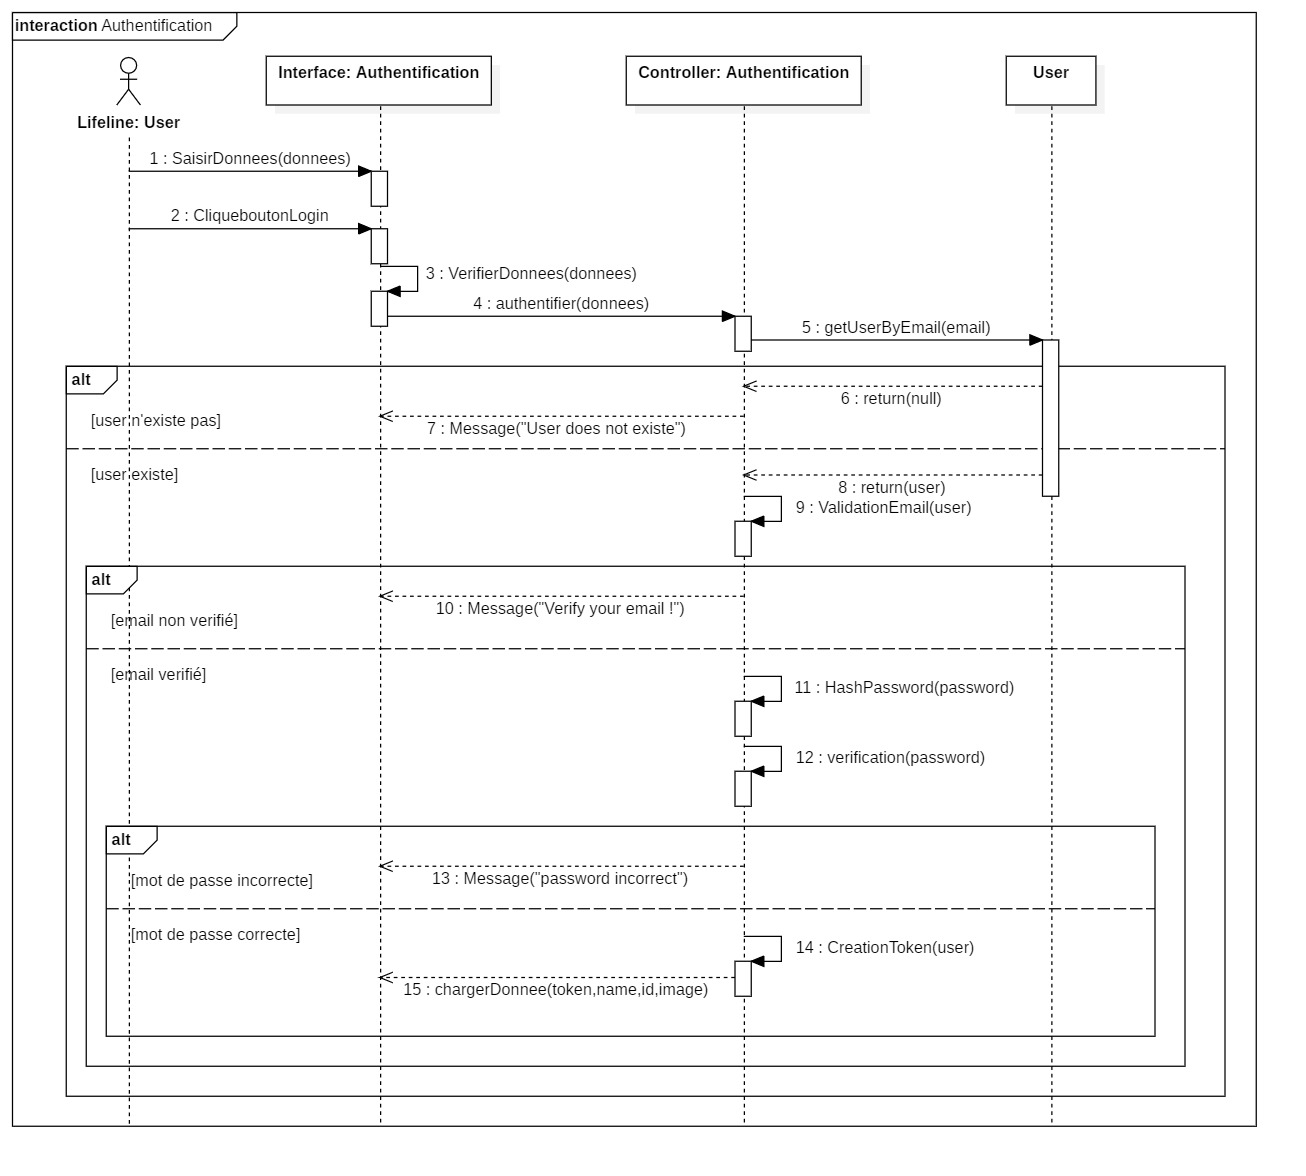 interaction Authentification
Interface: Authentification
Controller: Authentification
User
Lifeline: User
1 : SaisirDonnees(donnees)
2 : CliqueboutonLogin
3 : VerifierDonnees(donnees)
4 : authentifier(donnees)
5 : getUserByEmail(email)
alt
6 : return(null)
[user n'existe pas]
7 : Message("User does not existe")
[user existe]
8 : return(user)
9 : ValidationEmail(user)
alt
10 : Message("Verify your email !")
[email non verifié]
[email verifié]
11 : HashPassword(password)
12 : verification(password)
alt
13 : Message("password incorrect")
[mot de passe incorrecte]
[mot de passe correcte]
14 : CreationToken(user)
15 : chargerDonnee(token,name,id,image)